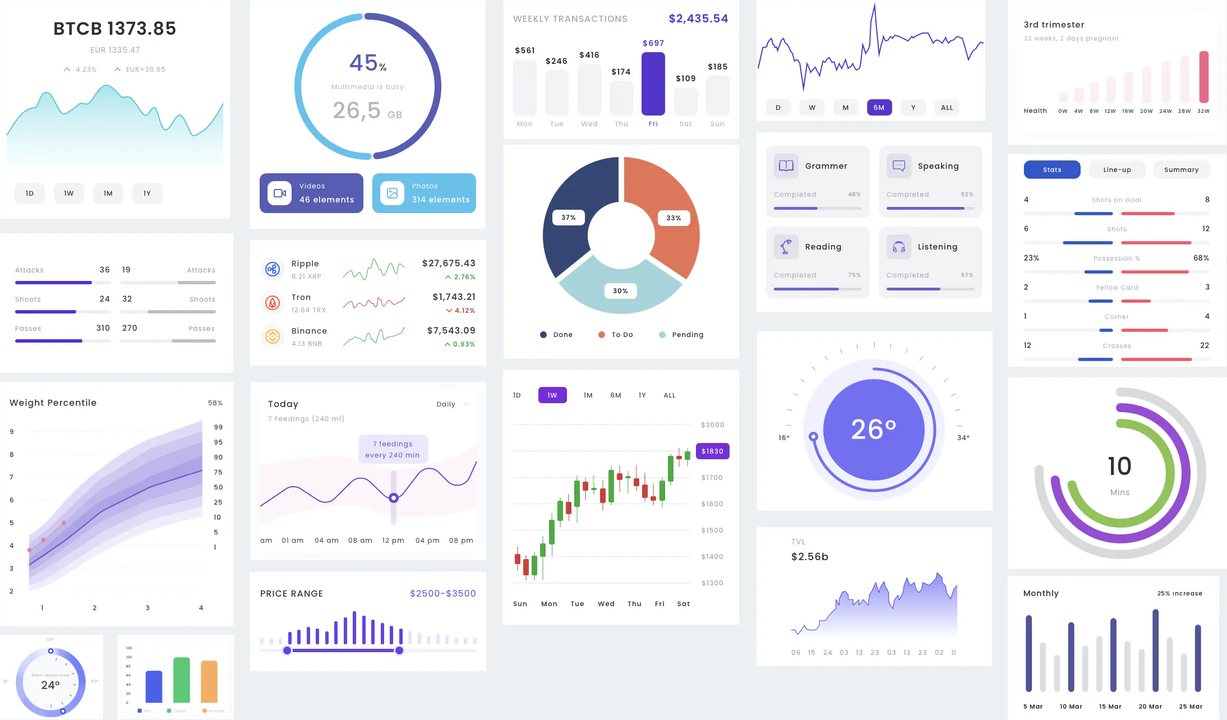 BTCB 1373.85
EUR 1335.47
4.23% EUR+36.65
1D 1W 1M 1Y
Attacks 36 19 Attacks
Shoots 24 32 Shoots
Passes 310 270 Passes
Weight Percentile 58%
9
8
7
6
5
4
3
2
99
95
90
75
50
25
10
5
1
1 2 3 4
24°
120
100
80
60
40
20
0
45%
Multimedia is busy
26,5 GB
Videos
46 elements
Photos
314 elements
Ripple $27,675.43
8.21 XRP 2.76%
Tron $1,743.21
12.64 TRX 4.12%
Binance $7,543.09
4.13 BNB 0.93%
Today Daily
7 Feedings (240 ml)
7 feedings
every 240 min
am 01 am 04 am 08 am 12 pm 04 pm 08 pm
PRICE RANGE $2500-$3500
WEEKLY TRANSACTIONS $2,435.54
$561 $246 $416 $174 $697 $109 $185
Mon Tue Wed Thu Fri Sat Sun
37% 33%
30%
Done To Do Pending
1D 1W 1M 6M 1Y ALL
$2000
$1830
$1700
$1600
$1500
$1400
$1300
Sun Mon Tue Wed Thu Fri Sat
D W M 6M Y ALL
Grammer
Completed 48%
Speaking
Completed 92%
Reading
Completed 75%
Listening
Completed 57%
26°
16° 34°
TVL
$2.56b
06 15 24 03 13 23 03 13 23 02 11
3rd trimester
32 weeks, 2 days pregnant
Health 0W 4W 8W 12W 16W 20W 24W 28W 32W
Stats Line-up Summary
4 Shots on Goal 8
6 Shots 12
23% Possession % 68%
2 Yellow Card 3
1 Corner 4
12 Crosses 22
10
Mins
Monthly 25% increase
5 Mar 10 Mar 15 Mar 20 Mar 25 Mar